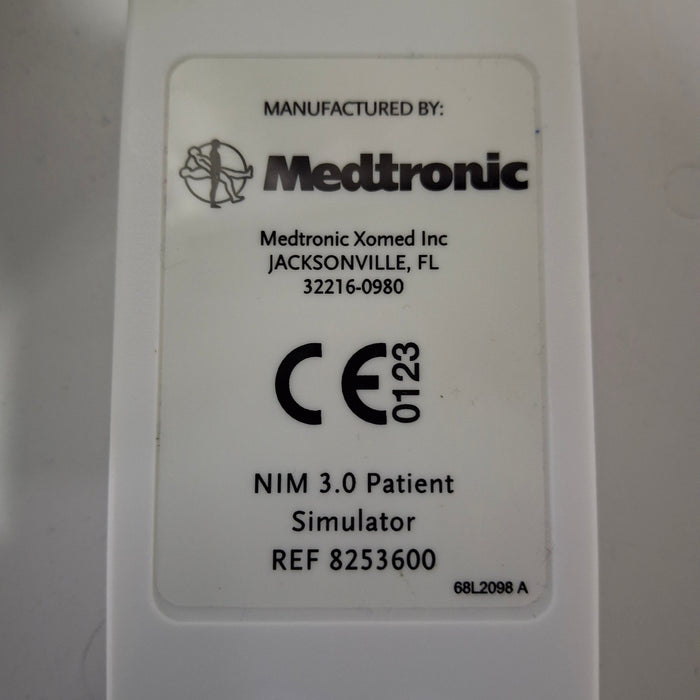 MANUFACTURED BY:
Medtronic
Medtronic Xomed Inc
JACKSONVILLE, FL
32216-0980
CE 0123
NIM 3.0 Patient
Simulator
REF 8253600
68L2098 A